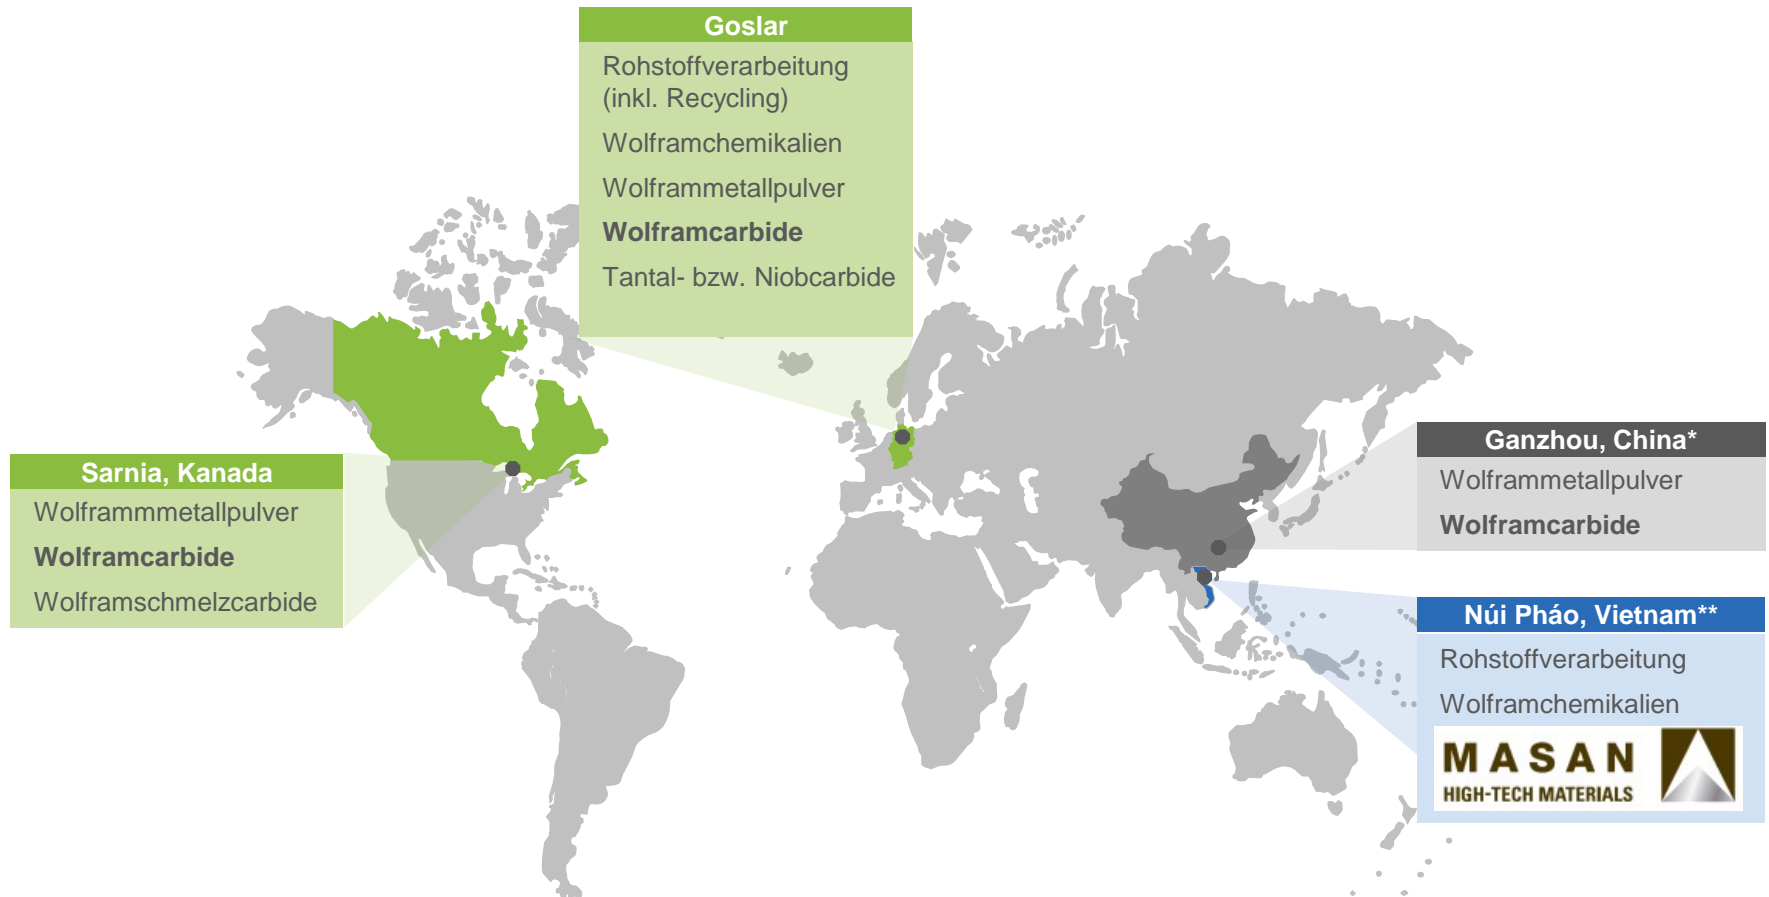 Goslar
Rohstoffverarbeitung
(inkl. Recycling)
Wolframchemikalien
Wolframmetallpulver
Wolframcarbide
Tantal- bzw. Niobcarbide
Sarnia, Kanada
Wolframmmetallpulver
Wolframcarbide
Wolframschmelzcarbide
Ganzhou, China*
Wolframmetallpulver
Wolframcarbide
Núi Pháo, Vietnam**
Rohstoffverarbeitung
Wolframchemikalien
MASAN
HIGH-TECH MATERIALS